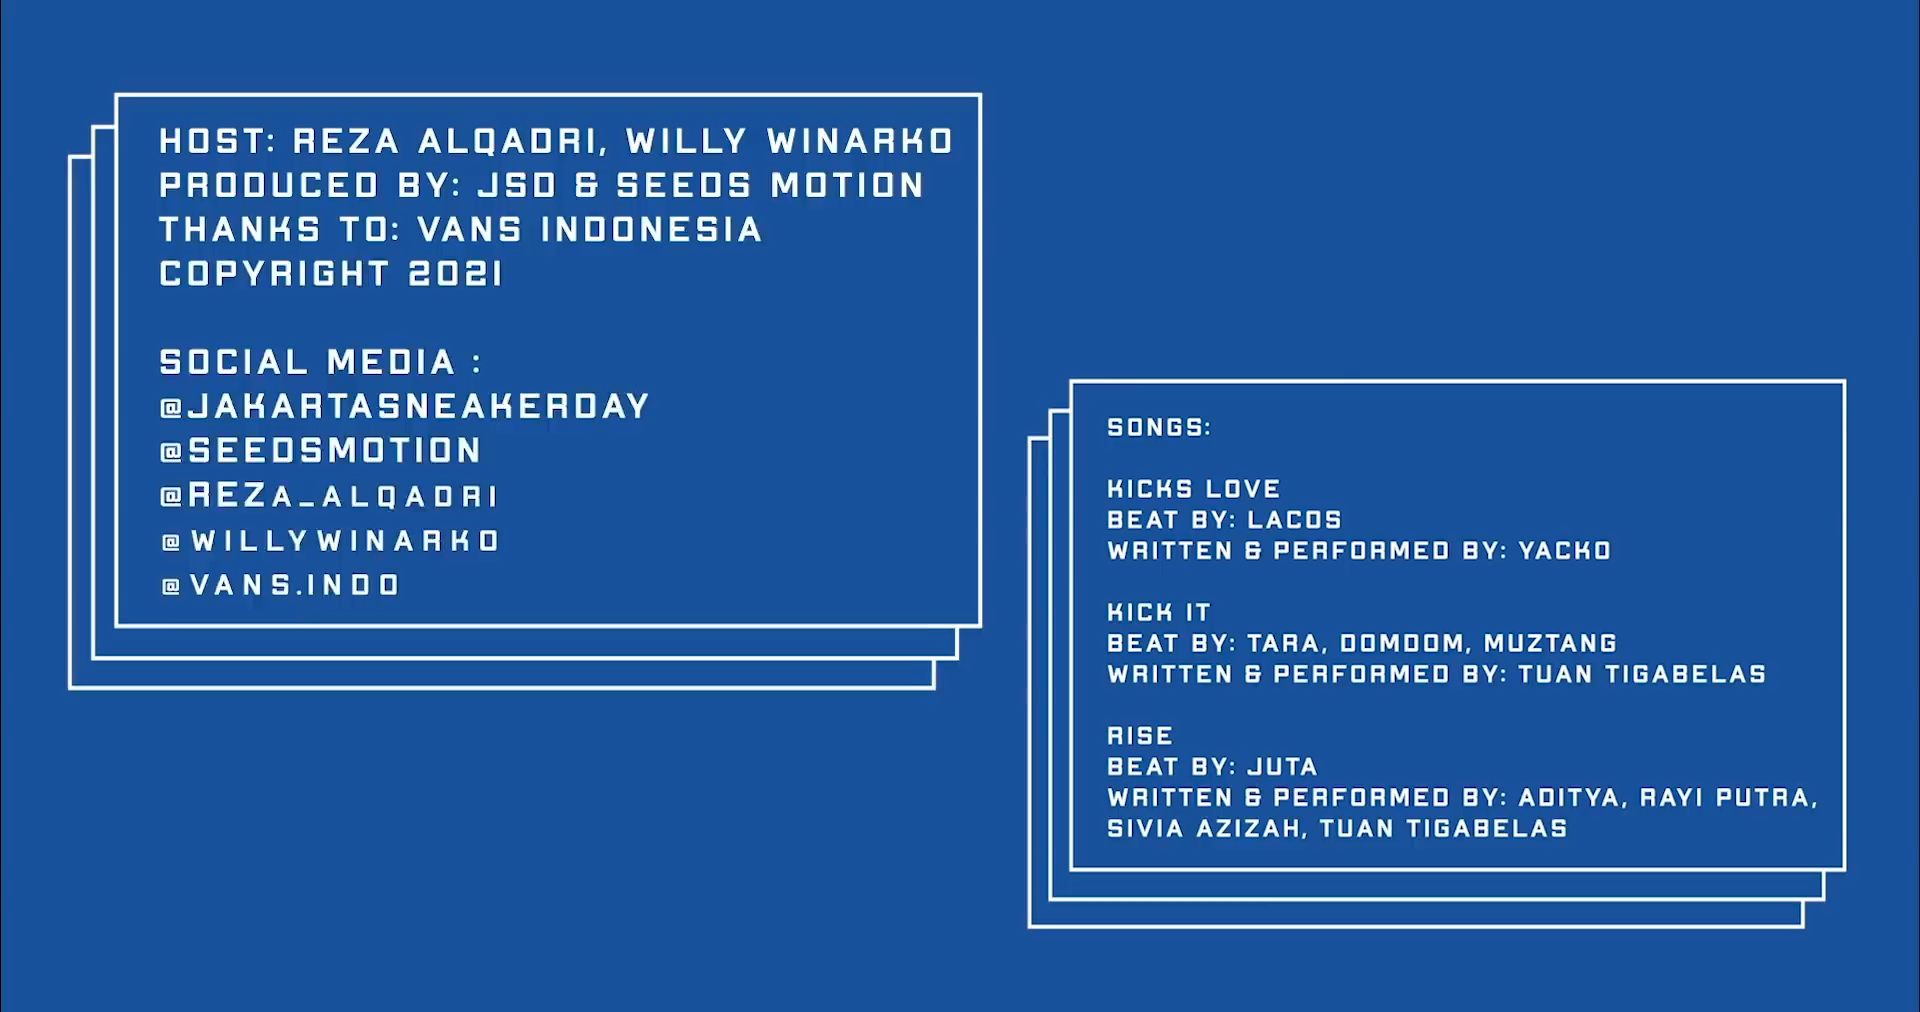 HOST: REZA ALQADRI, WILLY WINARKO
PRODUCED BY: JSD & SEEDS MOTION
THANKS TO: VANS INDONESIA
COPYRIGHT 2021
SOCIAL MEDIA :
@JAKARTASNEAKERDAY
@SEEDSMOTION
@REZA_ALQADRI
@WILLYWINARKO
@VANS.INDO
SONGS:
KICKS LOVE
BEAT BY: LACOS
WRITTEN & PERFORMED BY: YACKO
KICK IT
BEAT BY: TARA, DOMDOM, MUZTANG
WRITTEN & PERFORMED BY: TUAN TIGABELAS
RISE
BEAT BY: JUTA
WRITTEN & PERFORMED BY: ADITYA, RAYI PUTRA,
SIVIA AZIZAH, TUAN TIGABELAS